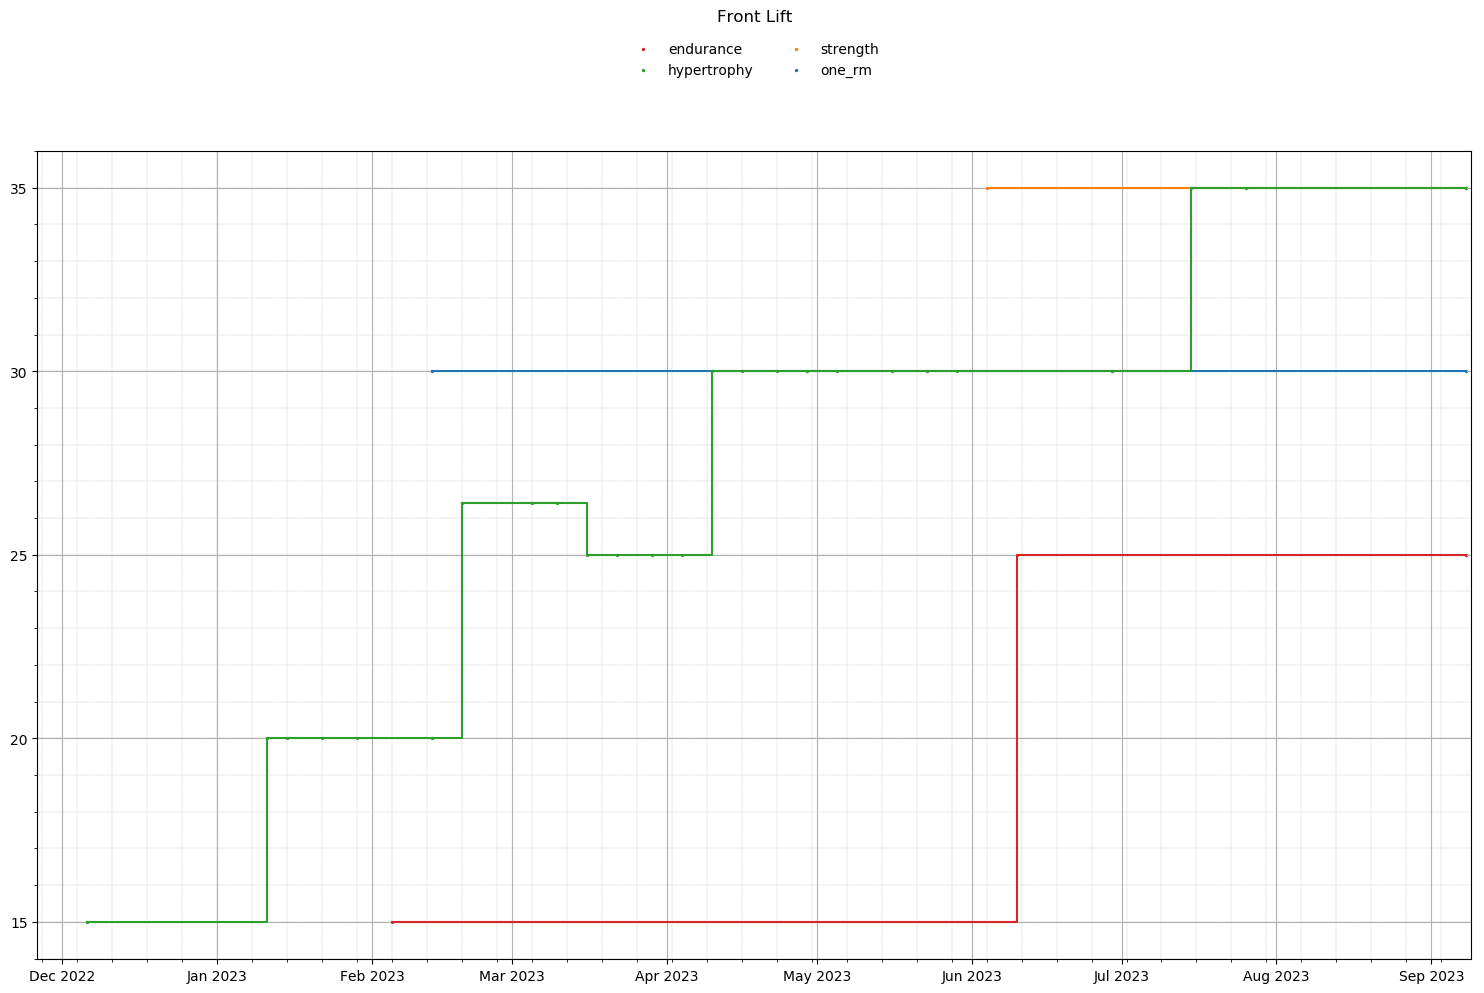 Front Lift
endurance
strength
hypertrophy
one_rm
35
30
25
20
15
Dec 2022
Jan 2023
Feb 2023
Mar 2023
Apr 2023
May 2023
Jun 2023
Jul 2023
Aug 2023
Sep 2023